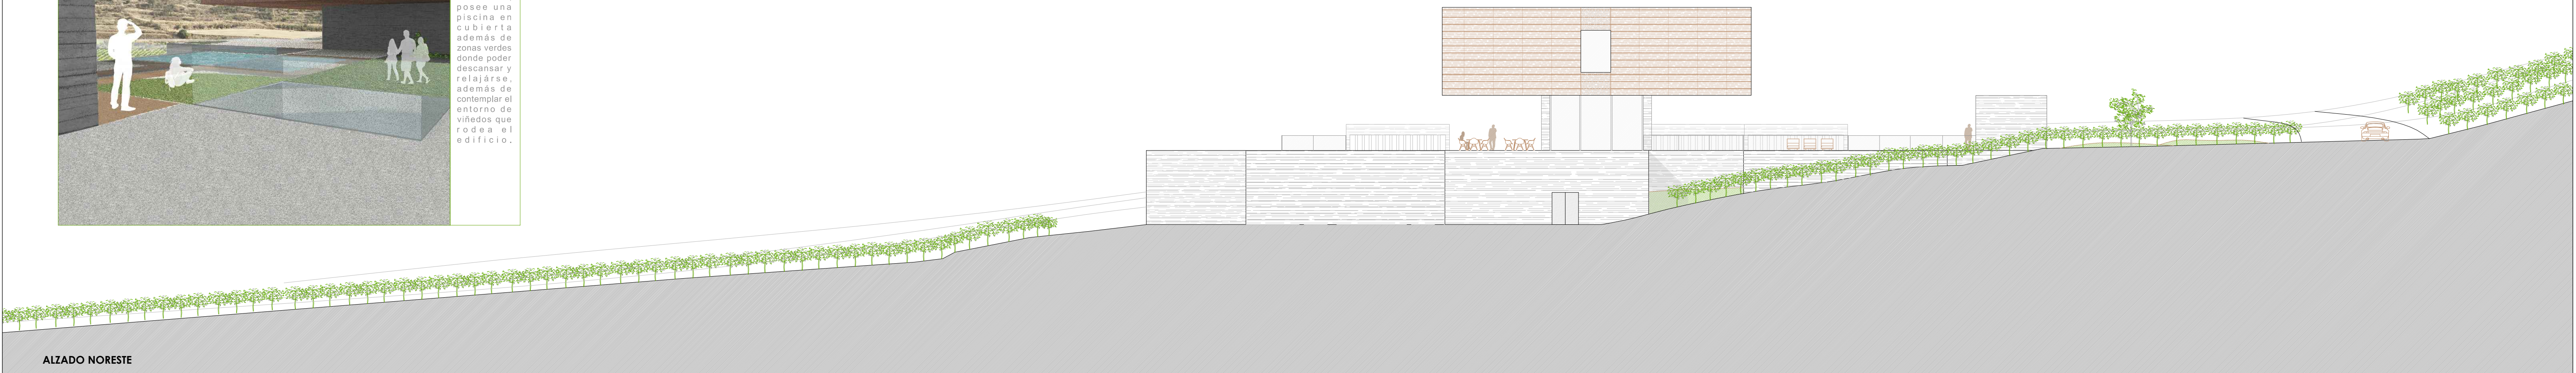 posee una
piscina en
cubierta
además de
zonas verdes
donde poder
descansar y
relajárse,
además de
contemplar el
entorno de
viñedos que
rodea el
edificio.
ALZADO NORESTE